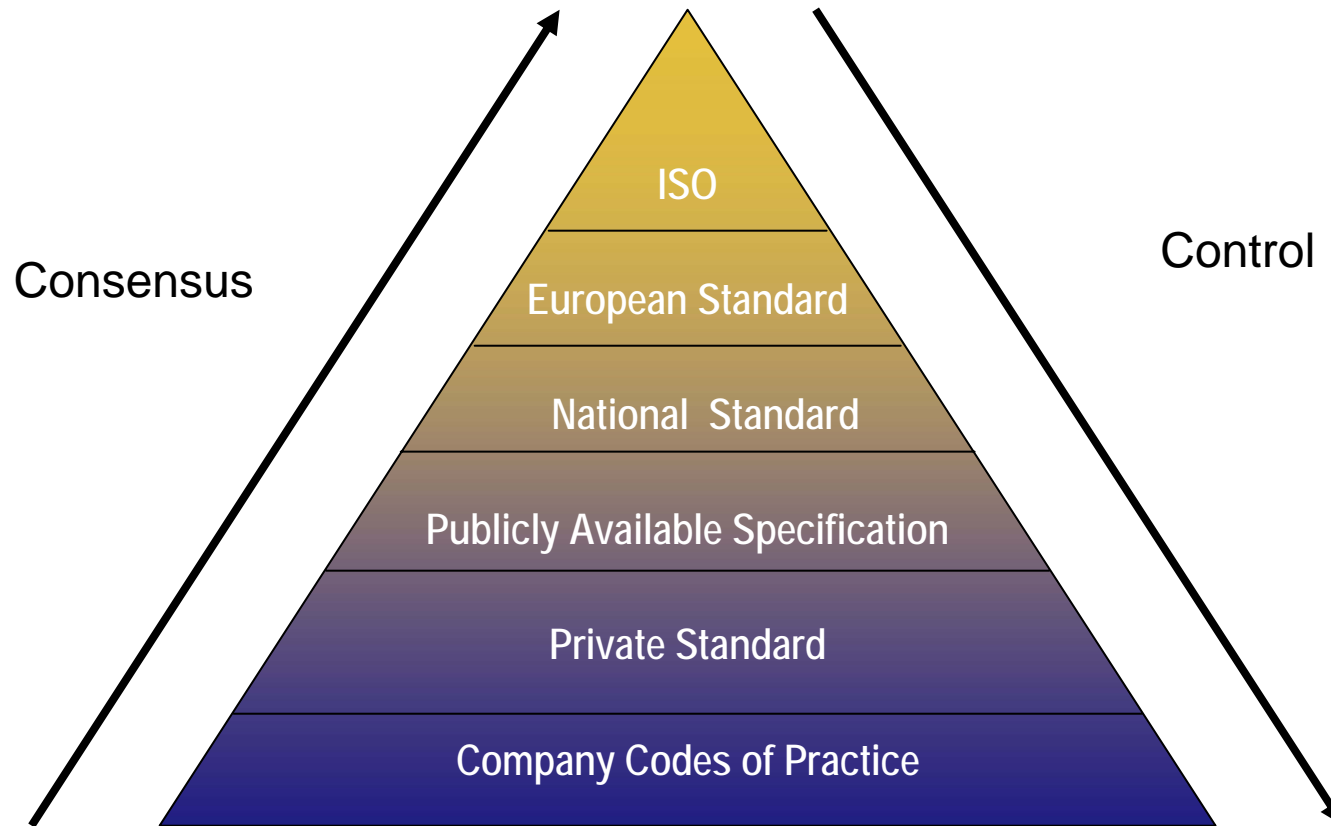 ISO
Control
Consensus
European Standard
National Standard
Publicly Available Specification
Private Standard
Company Codes of Practice